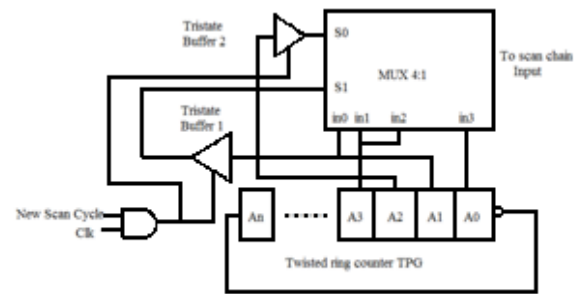 Tristate
Buffer 2
S0
MUX 4:1
To scan chain
Input
S1
Tristate
Buffer 1
in0 in1 in2 in3
New Scan Cycle
Clk
An A3 A2 A1 A0
Twisted ring counter TPG